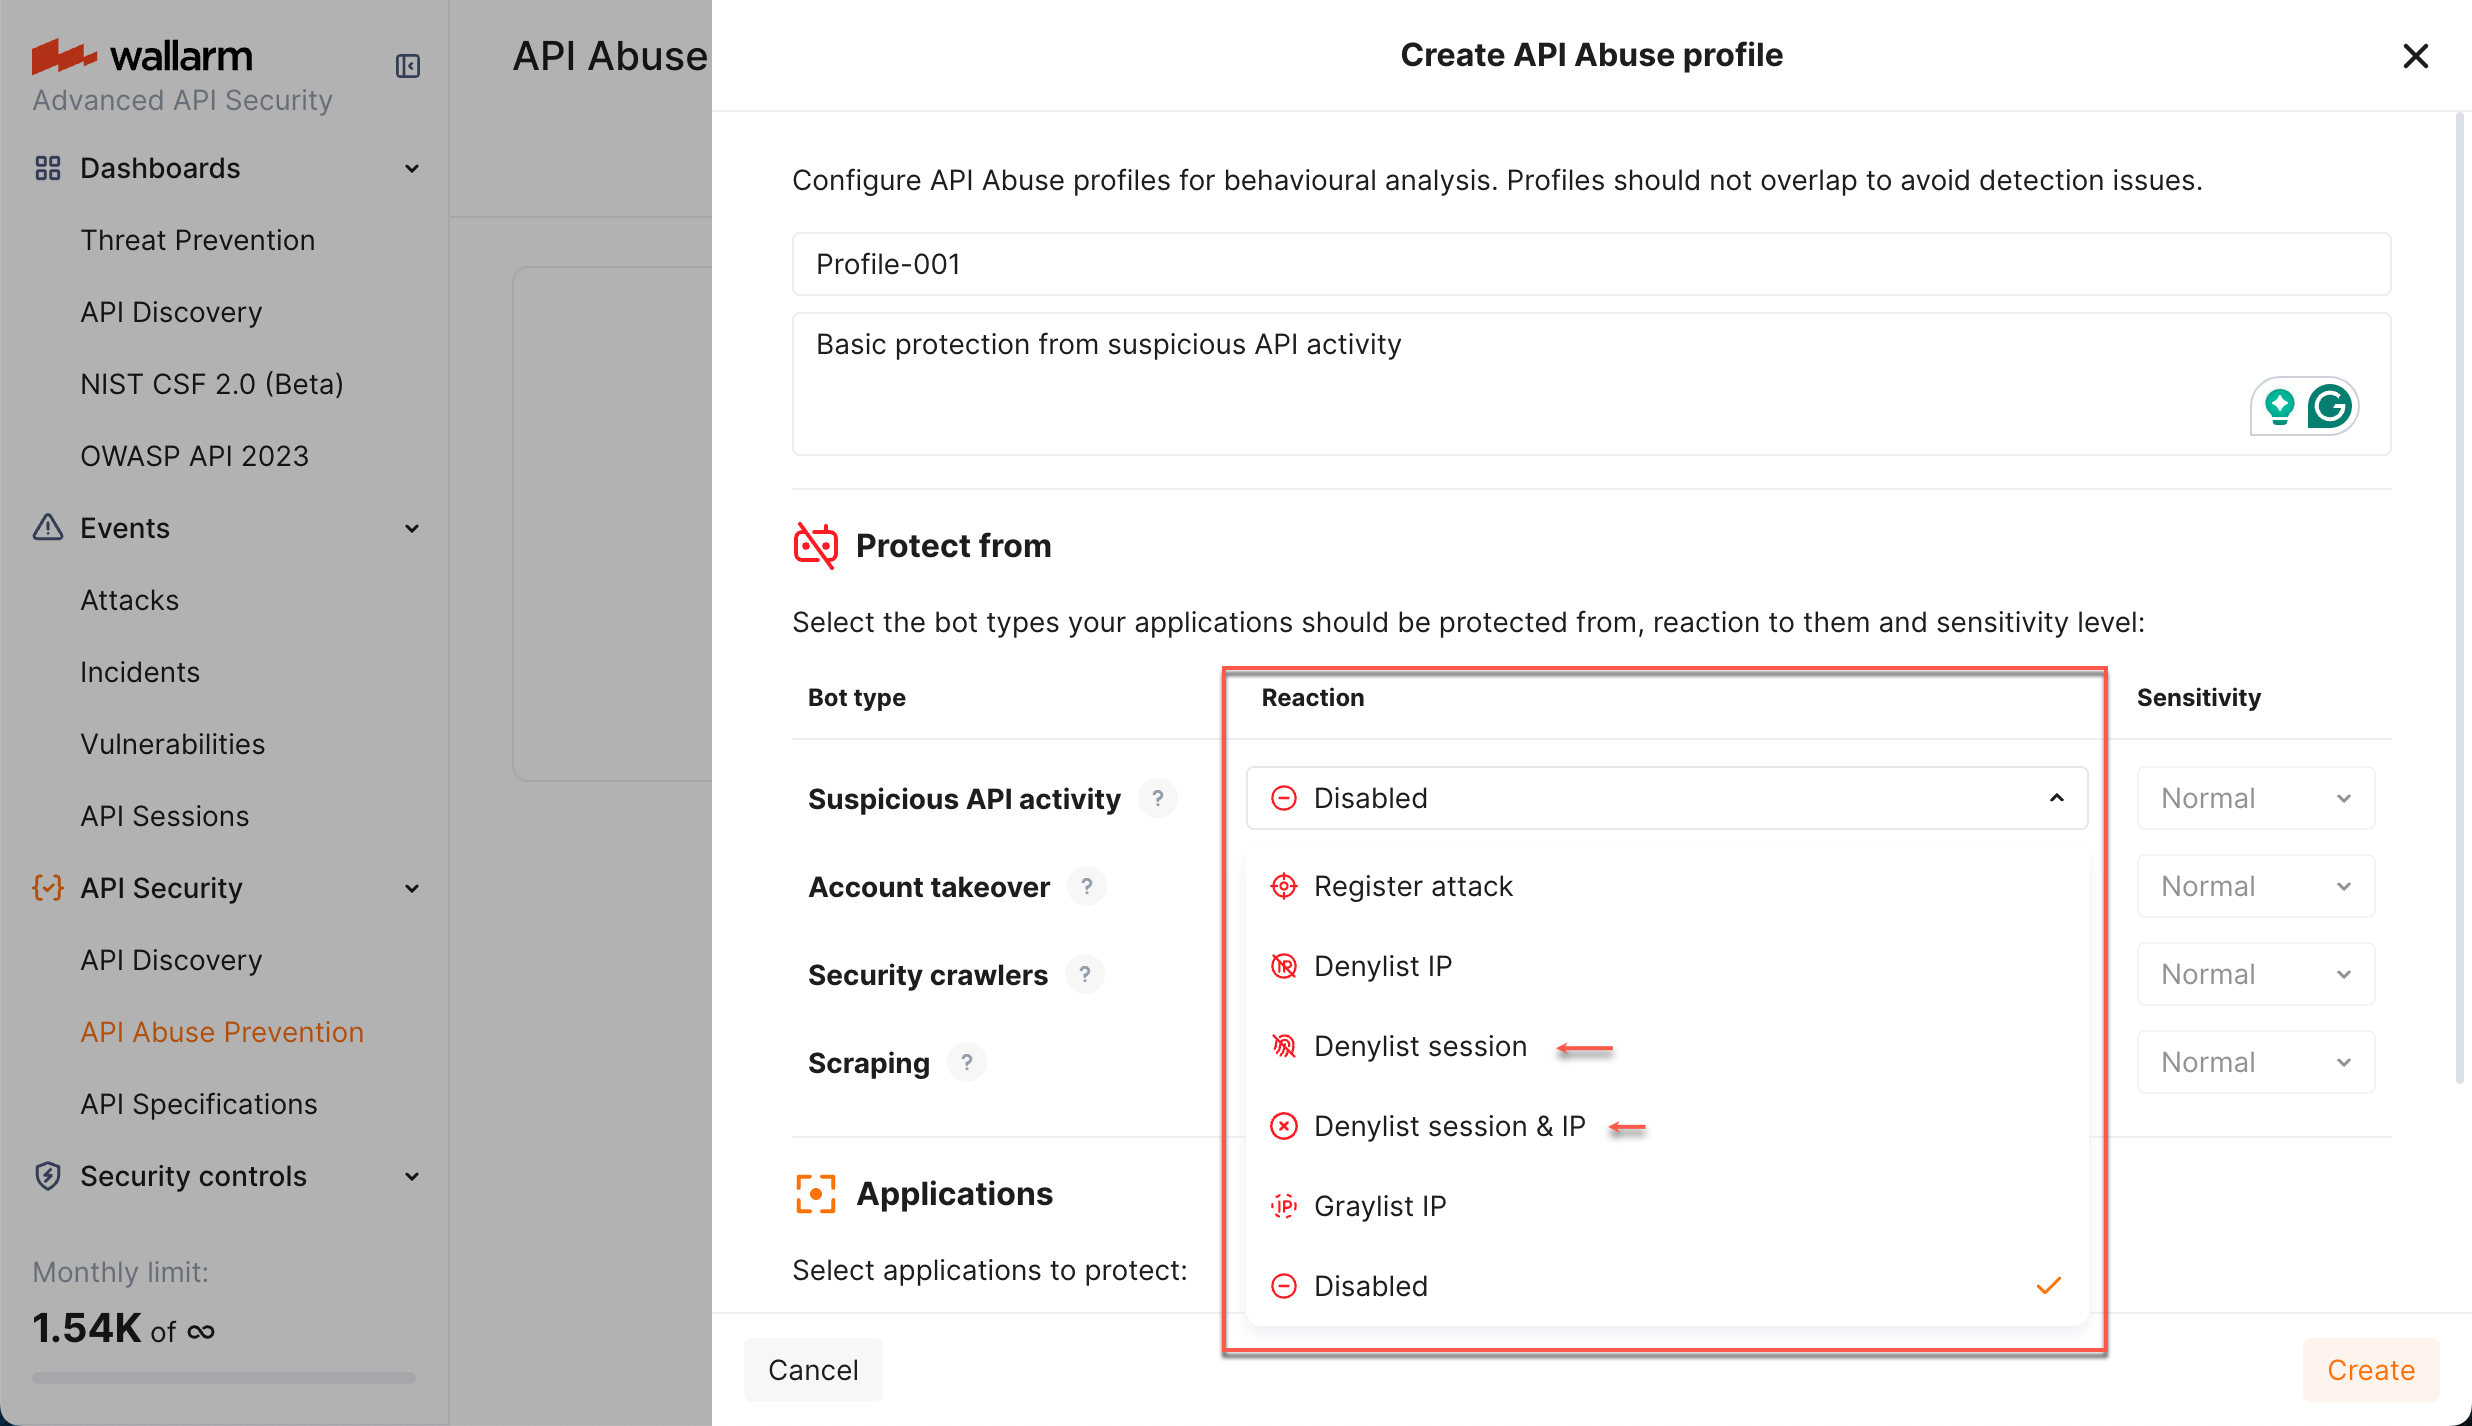 wallarm
Advanced API Security
Dashboards
Threat Prevention
API Discovery
NIST CSF 2.0 (Beta)
OWASP API 2023
Events
Attacks
Incidents
Vulnerabilities
API Sessions
API Security
API Discovery
API Abuse Prevention
API Specifications
Security controls
Monthly limit:
1.54K of ∞
API Abuse
Create API Abuse profile
Configure API Abuse profiles for behavioural analysis. Profiles should not overlap to avoid detection issues.
Profile-001
Basic protection from suspicious API activity
Protect from
Select the bot types your applications should be protected from, reaction to them and sensitivity level:
Bot type Reaction Sensitivity
Suspicious API activity ? Disabled Normal
Account takeover ? Register attack Normal
Denylist IP
Security crawlers ? Normal
Denylist session
Scraping ? Normal
Denylist session & IP
Applications
Graylist IP
Select applications to protect:
Disabled
Cancel
Create